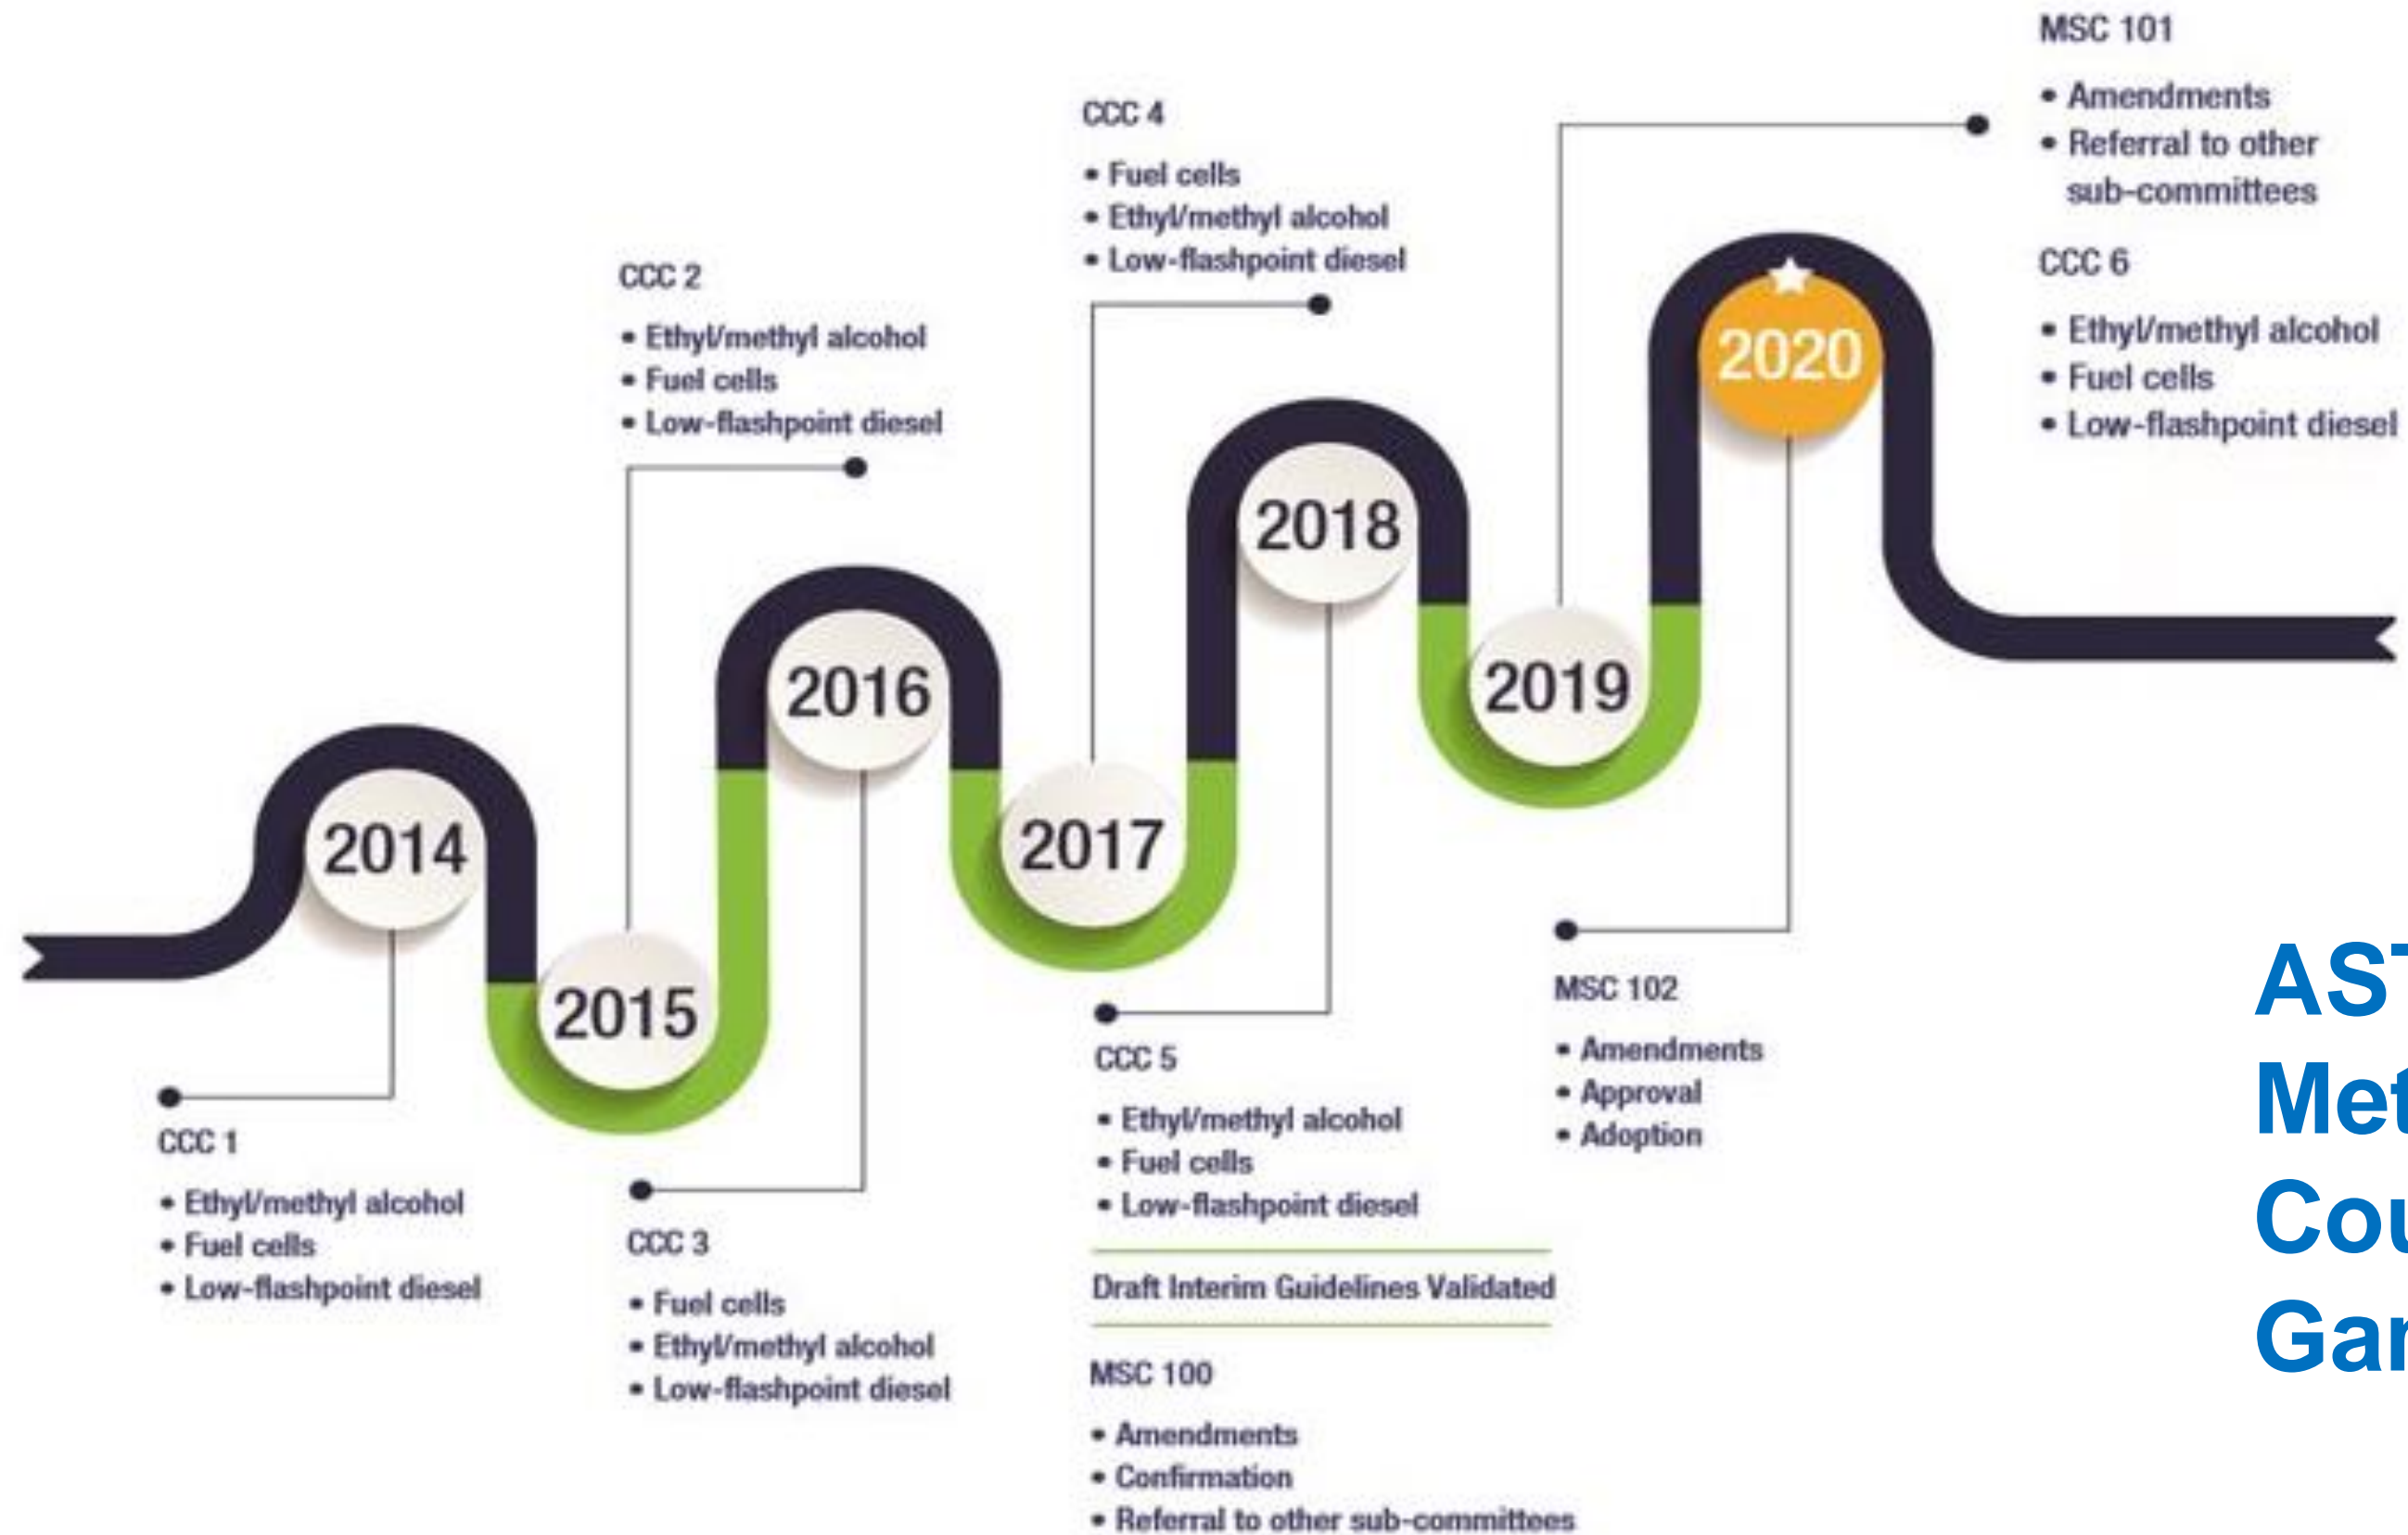 MSC 101
• Amendments
• Referral to other
sub-committees
CCC 6
• Ethyl/methyl alcohol
• Fuel cells
• Low-flashpoint diesel
CCC 4
• Fuel cells
• Ethyl/methyl alcohol
• Low-flashpoint diesel
CCC 2
• Ethyl/methyl alcohol
• Fuel cells
• Low-flashpoint diesel
2014
2015
2016
2017
2018
2019
2020
CCC 1
• Ethyl/methyl alcohol
• Fuel cells
• Low-flashpoint diesel
CCC 3
• Fuel cells
• Ethyl/methyl alcohol
• Low-flashpoint diesel
CCC 5
• Ethyl/methyl alcohol
• Fuel cells
• Low-flashpoint diesel
Draft Interim Guidelines Validated
MSC 100
• Amendments
• Confirmation
• Referral to other sub-committees
MSC 102
• Amendments
• Approval
• Adoption